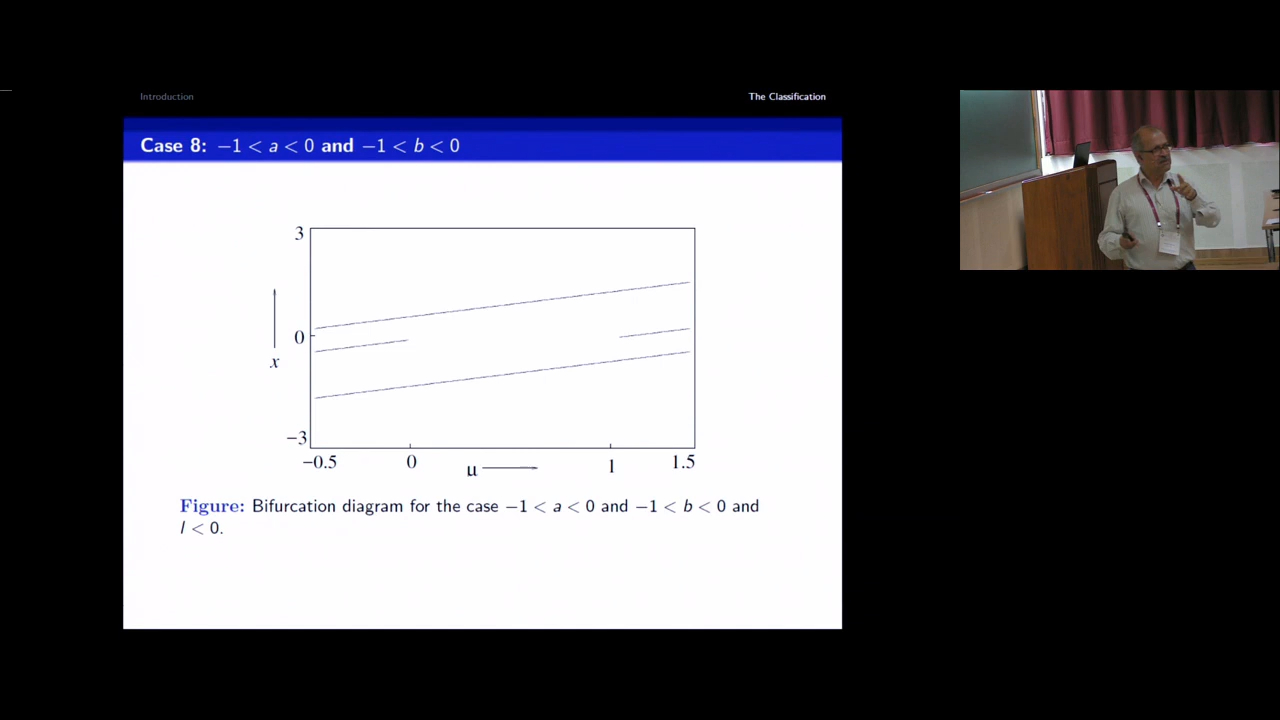 Introduction
The Classification
Case 8: −1 < a < 0 and −1 < b < 0
3
0
x
−3
−0.5 0 μ 1 1.5
Figure: Bifurcation diagram for the case −1 < a < 0 and −1 < b < 0 and
l < 0.